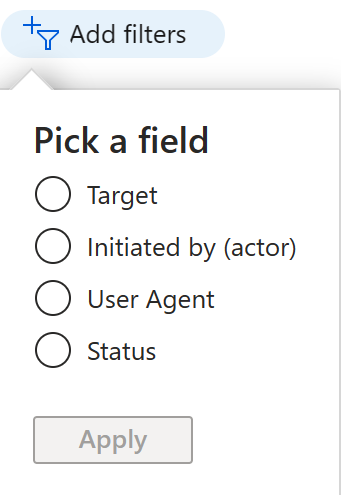 Add filters
Pick a field
Target
Initiated by (actor)
User Agent
Status
Apply